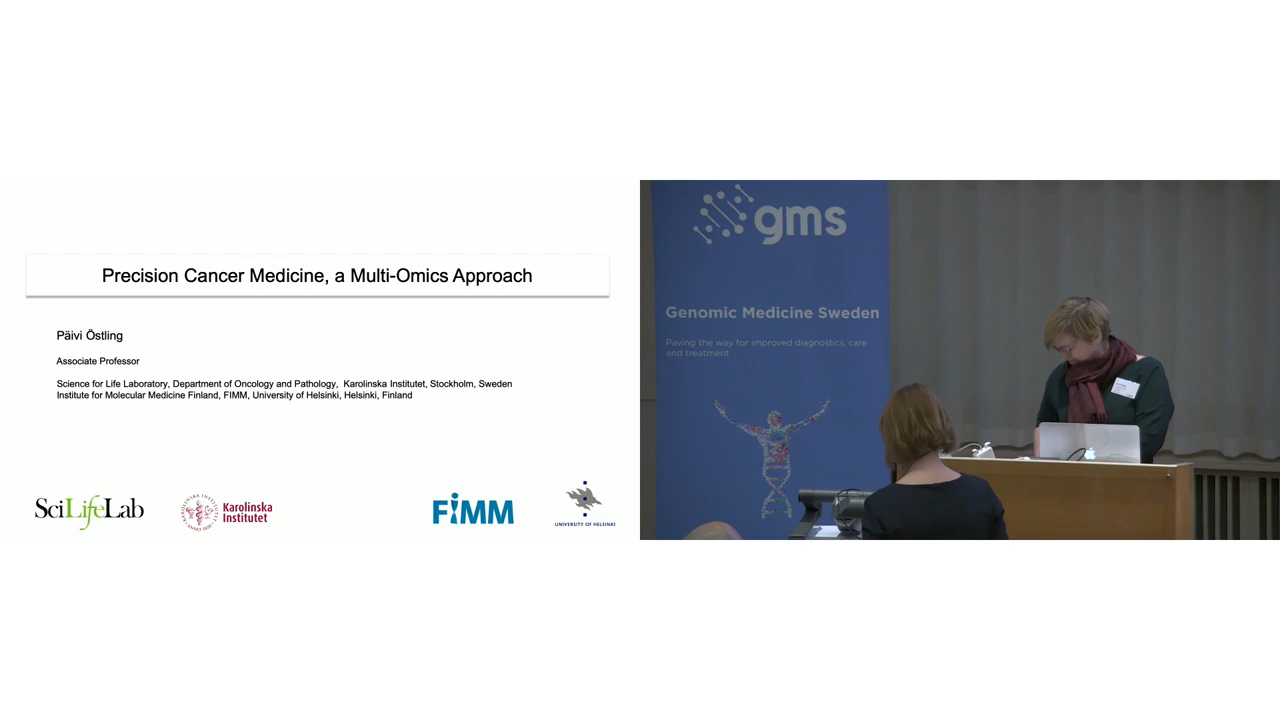 Precision Cancer Medicine, a Multi-Omics Approach
Päivi Östling
Associate Professor
Science for Life Laboratory, Department of Oncology and Pathology, Karolinska Institutet, Stockholm, Sweden
Institute for Molecular Medicine Finland, FIMM, University of Helsinki, Helsinki, Finland
SciLifeLab
Karolinska
Institutet
FIMM
UNIVERSITY OF HELSINKI
gms
Genomic Medicine Sweden
Paving the way for improved diagnostics, care
and treatment